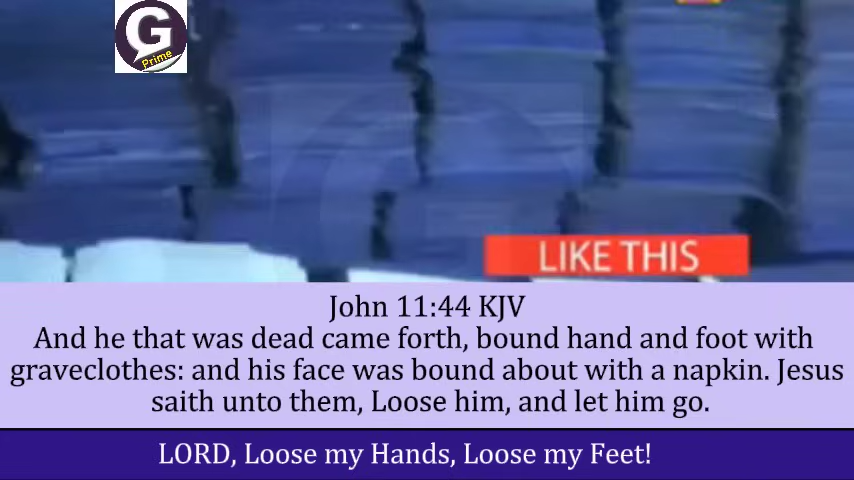 G
Prime
LIKE THIS
John 11:44 KJV
And he that was dead came forth, bound hand and foot with
graveclothes: and his face was bound about with a napkin. Jesus
saith unto them, Loose him, and let him go.
LORD, Loose my Hands, Loose my Feet!